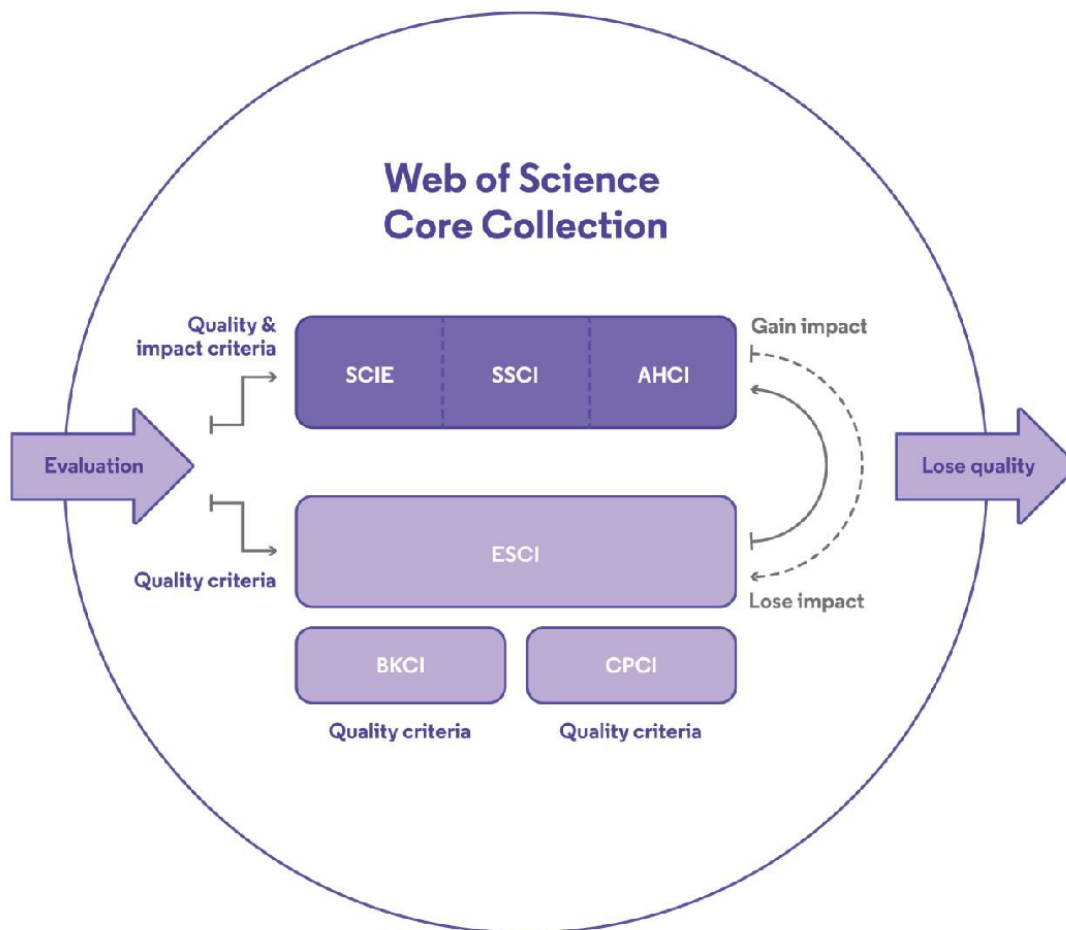 Web of Science
Core Collection
Quality &
impact criteria
Gain impact
SCIE
SSCI
AHCI
Evaluation
Lose quality
ESCI
Quality criteria
Lose impact
BKCI
CPCI
Quality criteria
Quality criteria